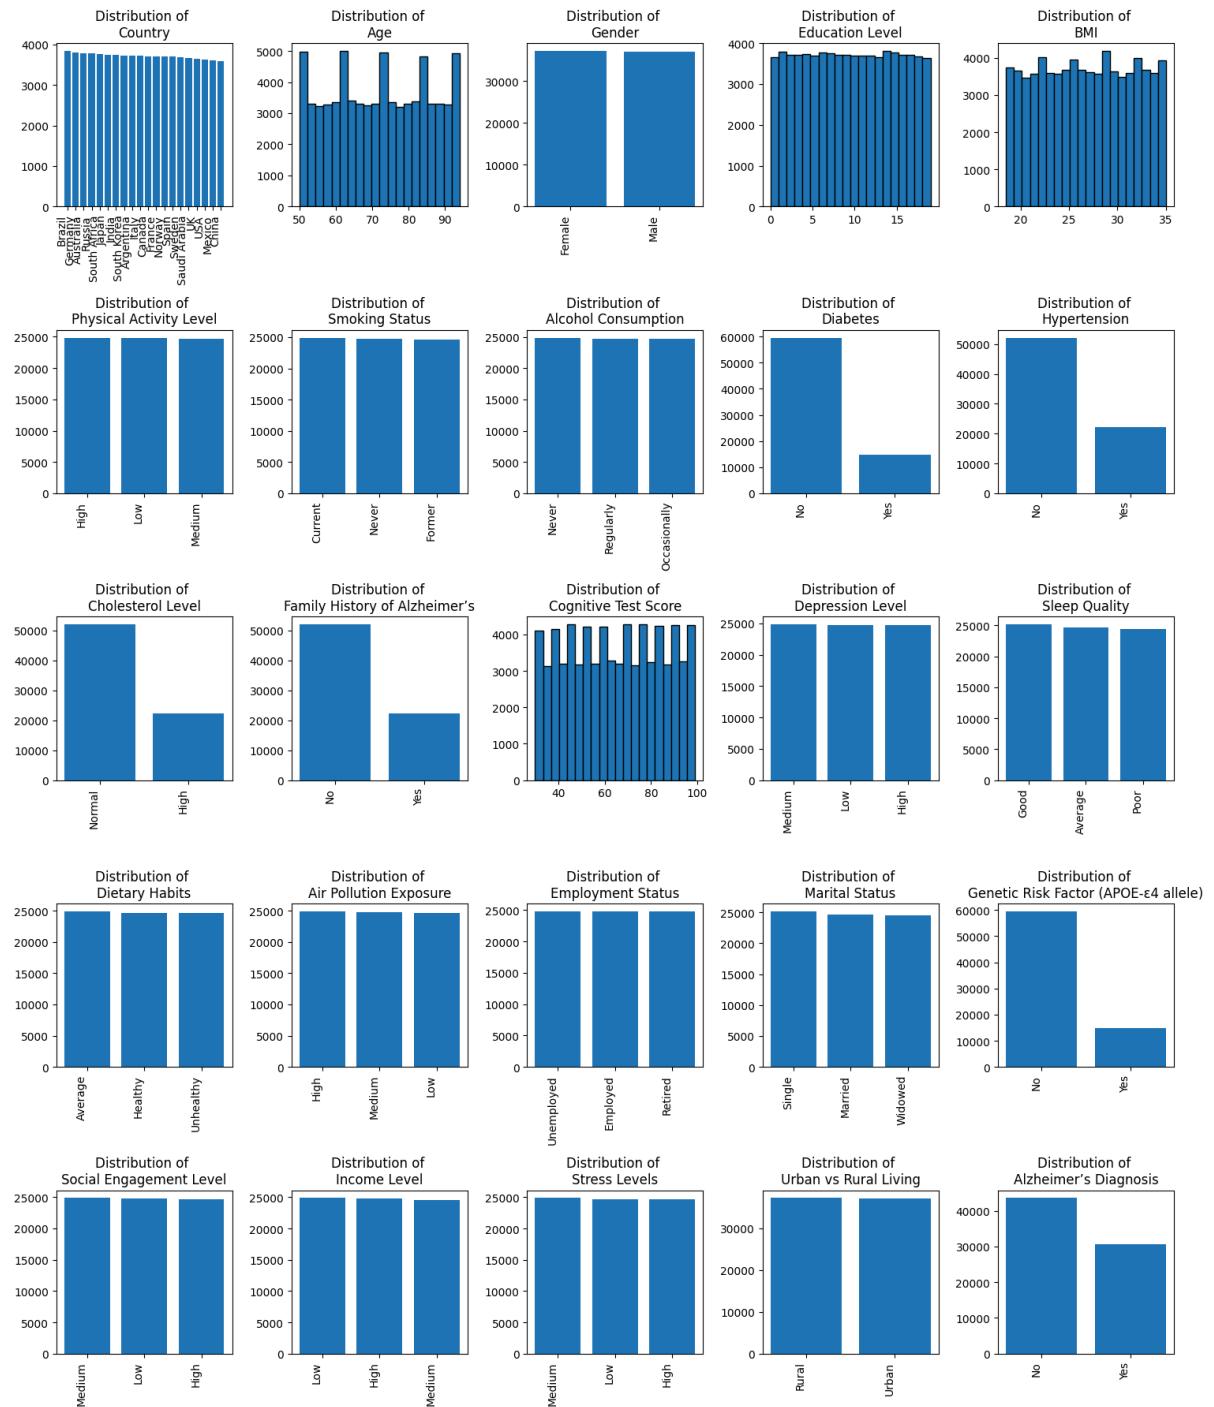 Distribution of
Country
4000
3000
2000
1000
0
Brazil
Germany
Australia
Russia
South Africa
Japan
India
South Korea
Argentina
Italy
Canada
France
Norway
Spain
Sweden
Saudi Arabia
UK
USA
Mexico
China
Distribution of
Age
5000
4000
3000
2000
1000
0
50 60 70 80 90
Distribution of
Gender
30000
20000
10000
0
Female
Male
Distribution of
Education Level
4000
3000
2000
1000
0
0 5 10 15
Distribution of
BMI
4000
3000
2000
1000
0
20 25 30 35
Distribution of
Physical Activity Level
25000
20000
15000
10000
5000
0
High
Low
Medium
Distribution of
Smoking Status
25000
20000
15000
10000
5000
0
Current
Never
Former
Distribution of
Alcohol Consumption
25000
20000
15000
10000
5000
0
Never
Regularly
Occasionally
Distribution of
Diabetes
60000
50000
40000
30000
20000
10000
0
No
Yes
Distribution of
Hypertension
50000
40000
30000
20000
10000
0
No
Yes
Distribution of
Cholesterol Level
50000
40000
30000
20000
10000
0
Normal
High
Distribution of
Family History of Alzheimer’s
50000
40000
30000
20000
10000
0
No
Yes
Distribution of
Cognitive Test Score
4000
3000
2000
1000
0
40 60 80 100
Distribution of
Depression Level
25000
20000
15000
10000
5000
0
Medium
Low
High
Distribution of
Sleep Quality
25000
20000
15000
10000
5000
0
Good
Average
Poor
Distribution of
Dietary Habits
25000
20000
15000
10000
5000
0
Average
Healthy
Unhealthy
Distribution of
Air Pollution Exposure
25000
20000
15000
10000
5000
0
High
Medium
Low
Distribution of
Employment Status
25000
20000
15000
10000
5000
0
Unemployed
Employed
Retired
Distribution of
Marital Status
25000
20000
15000
10000
5000
0
Single
Married
Widowed
Distribution of
Genetic Risk Factor (APOE-ε4 allele)
60000
50000
40000
30000
20000
10000
0
No
Yes
Distribution of
Social Engagement Level
25000
20000
15000
10000
5000
0
Medium
Low
High
Distribution of
Income Level
25000
20000
15000
10000
5000
0
Low
High
Medium
Distribution of
Stress Levels
25000
20000
15000
10000
5000
0
Medium
Low
High
Distribution of
Urban vs Rural Living
30000
20000
10000
0
Rural
Urban
Distribution of
Alzheimer’s Diagnosis
40000
30000
20000
10000
0
No
Yes